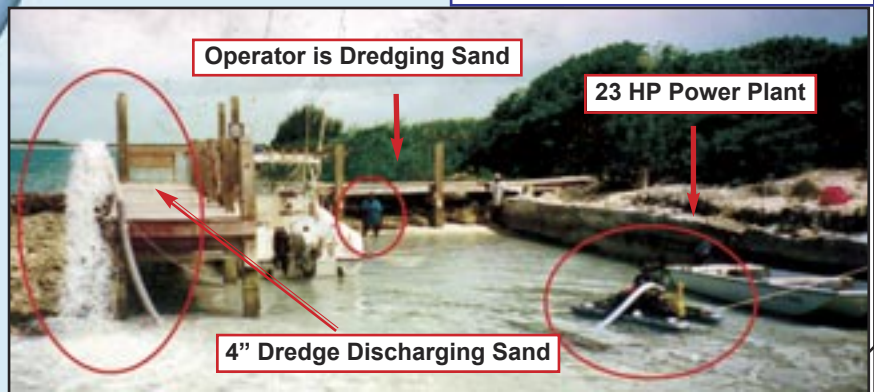 Operator is Dredging Sand
23 HP Power Plant
4” Dredge Discharging Sand